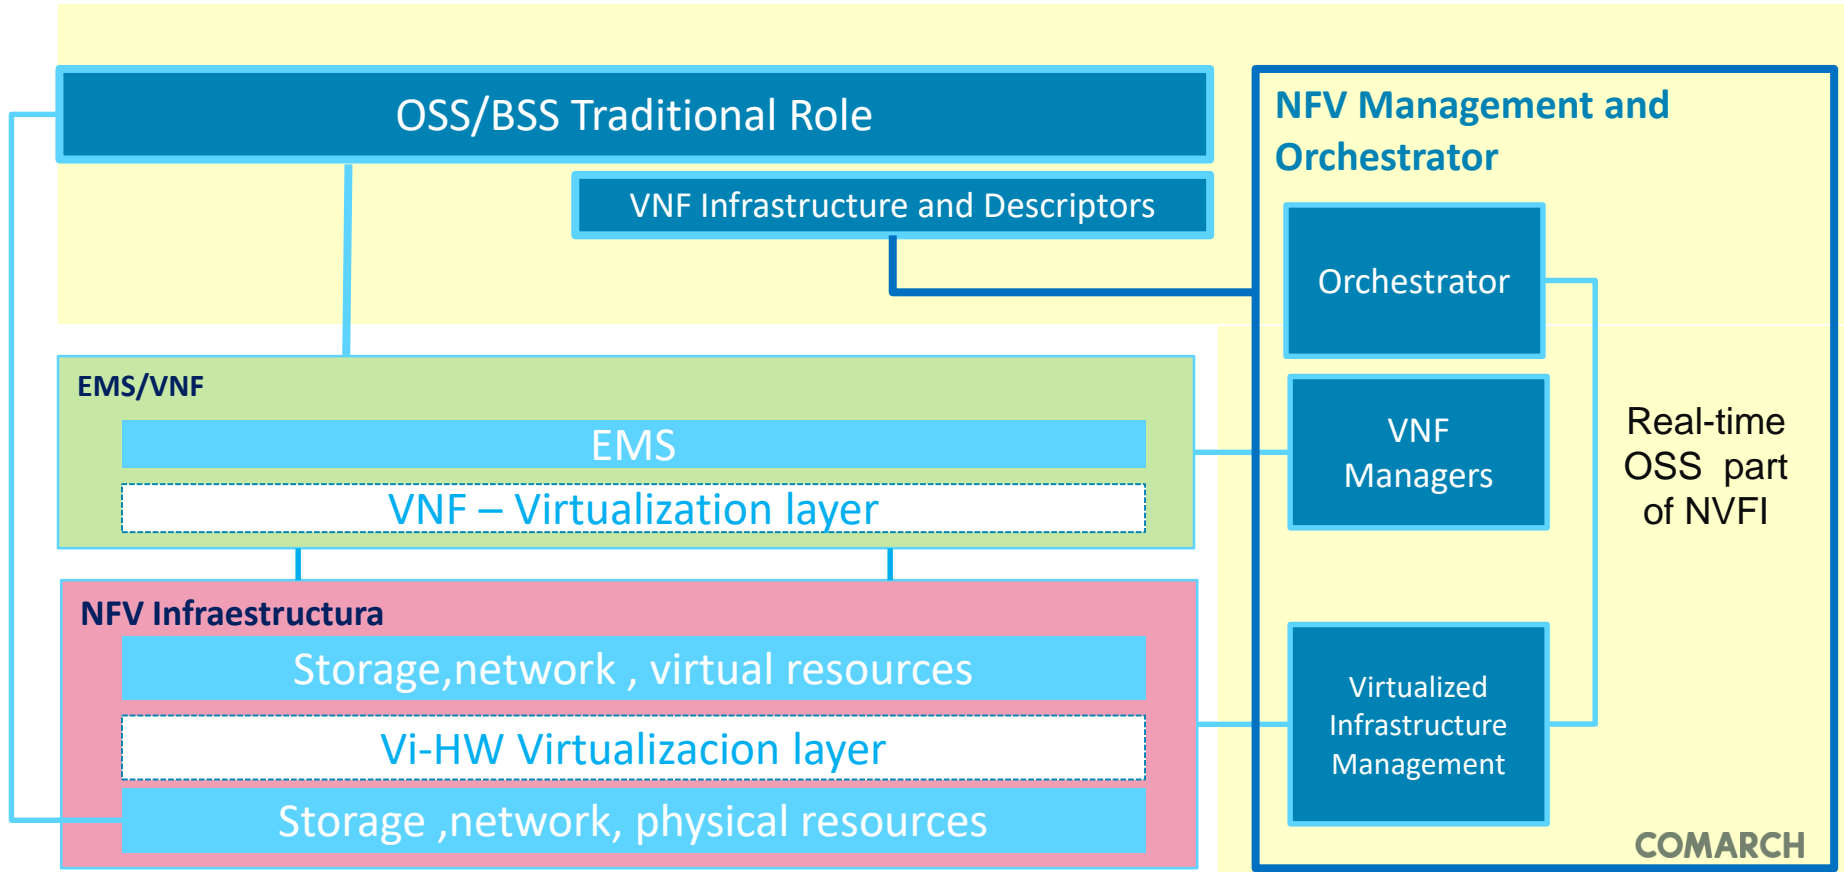 OSS/BSS Traditional Role
VNF Infrastructure and Descriptors
NFV Management and
Orchestrator
Orchestrator
EMS/VNF
EMS
VNF – Virtualization layer
VNF
Managers
Real-time
OSS part
of NVFI
NFV Infraestructura
Storage,network , virtual resources
Vi-HW Virtualizacion layer
Storage ,network, physical resources
Virtualized
Infrastructure
Management
COMARCH